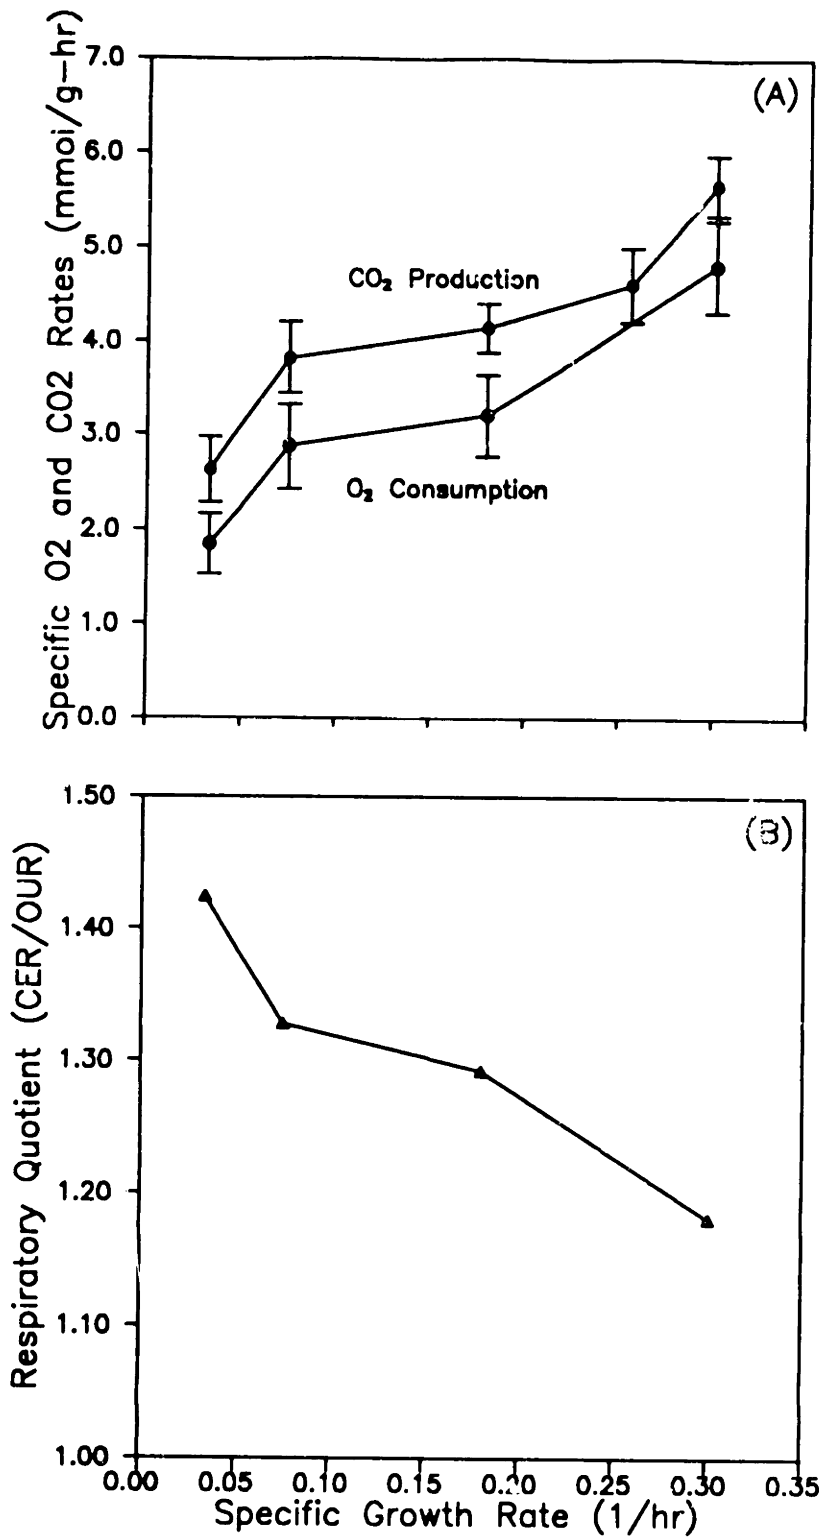 Specific O2 and CO2 Rates (mmol/g-hr)
7.0
(A)
6.0
5.0
CO₂ Production
4.0
3.0
O₂ Consumption
2.0
1.0
0.0
Respiratory Quotient (CER/OUR)
1.50
(B)
1.40
1.30
1.20
1.10
1.00
0.00 0.05 0.10 0.15 0.20 0.25 0.30 0.35
Specific Growth Rate (1/hr)